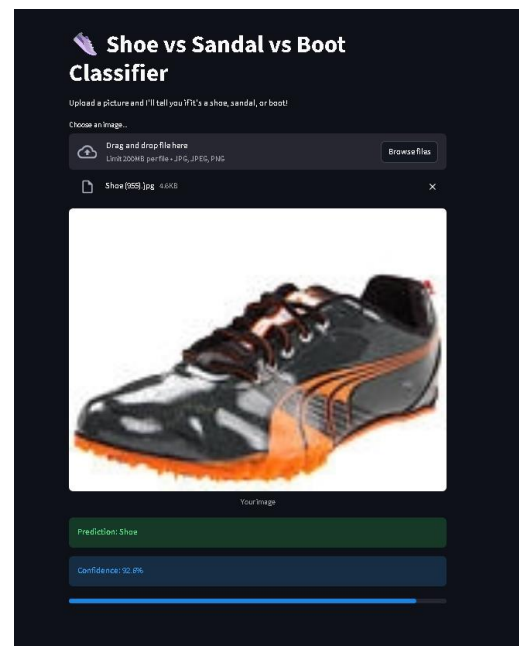 Shoe vs Sandal vs Boot
Classifier
Upload a picture and I'll tell you if it's a shoe, sandal, or boot!
Choose an image...
Drag and drop file here
Limit 200MB per file • JPG, JPEG, PNG
Browse files
Shoe (955).jpg 4.6KB
Your image
Prediction: Shoe
Confidence: 92.6%